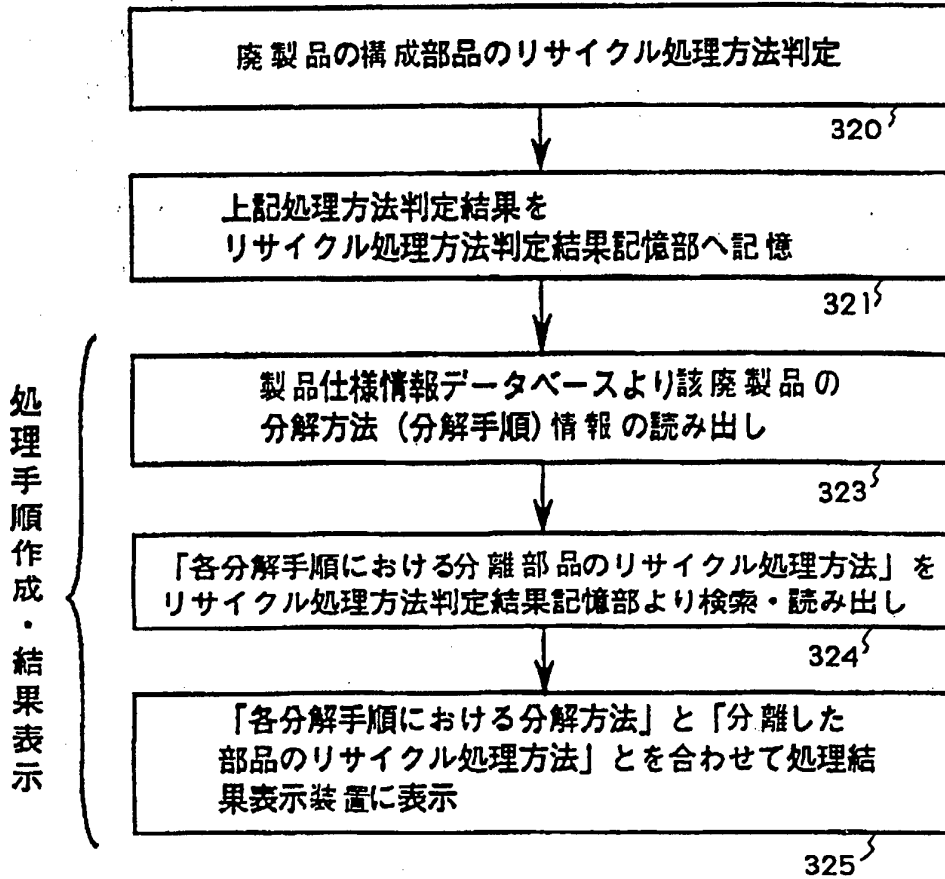 廃製品の構成部品のリサイクル処理方法判定
320
上記処理方法判定結果を
リサイクル処理方法判定結果記憶部へ記憶
321
処理手順作成・結果表示
製品仕様情報データベースより該廃製品の
分解方法(分解手順)情報の読み出し
323
「各分解手順における分離部品のリサイクル処理方法」を
リサイクル処理方法判定結果記憶部より検索・読み出し
324
「各分解手順における分解方法」と「分離した
部品のリサイクル処理方法」とを合わせて処理結
果表示装置に表示
325